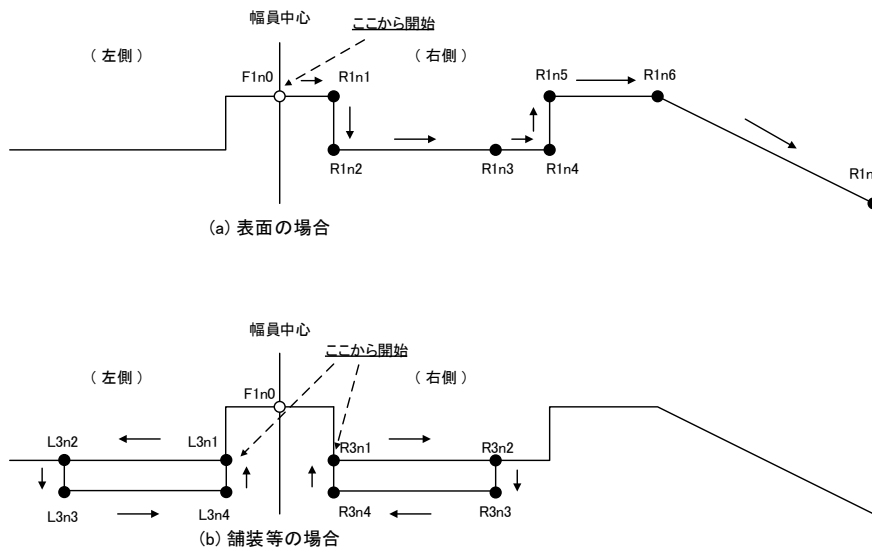 幅員中心
ここから開始
（左側）
（右側）
F1n0
R1n1
R1n5
R1n6
R1n2
R1n3
R1n4
R1n
(a) 表面の場合
幅員中心
ここから開始
（左側）
（右側）
F1n0
L3n2
L3n1
R3n1
R3n2
L3n3
L3n4
R3n4
R3n3
(b) 舗装等の場合